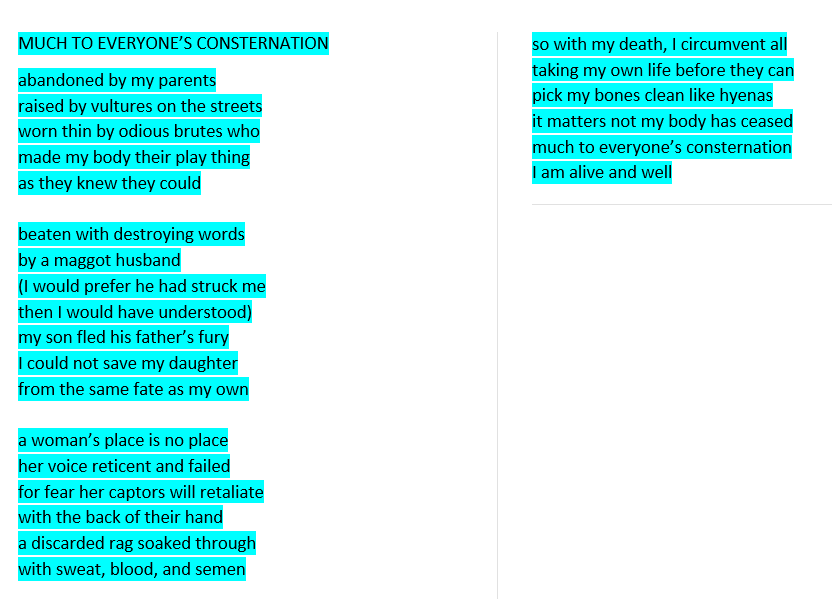 MUCH TO EVERYONE’S CONSTERNATION
abandoned by my parents
raised by vultures on the streets
worn thin by odious brutes who
made my body their play thing
as they knew they could
beaten with destroying words
by a maggot husband
(I would prefer he had struck me
then I would have understood)
my son fled his father’s fury
I could not save my daughter
from the same fate as my own
a woman’s place is no place
her voice reticent and failed
for fear her captors will retaliate
with the back of their hand
a discarded rag soaked through
with sweat, blood, and semen
so with my death, I circumvent all
taking my own life before they can
pick my bones clean like hyenas
it matters not my body has ceased
much to everyone’s consternation
I am alive and well